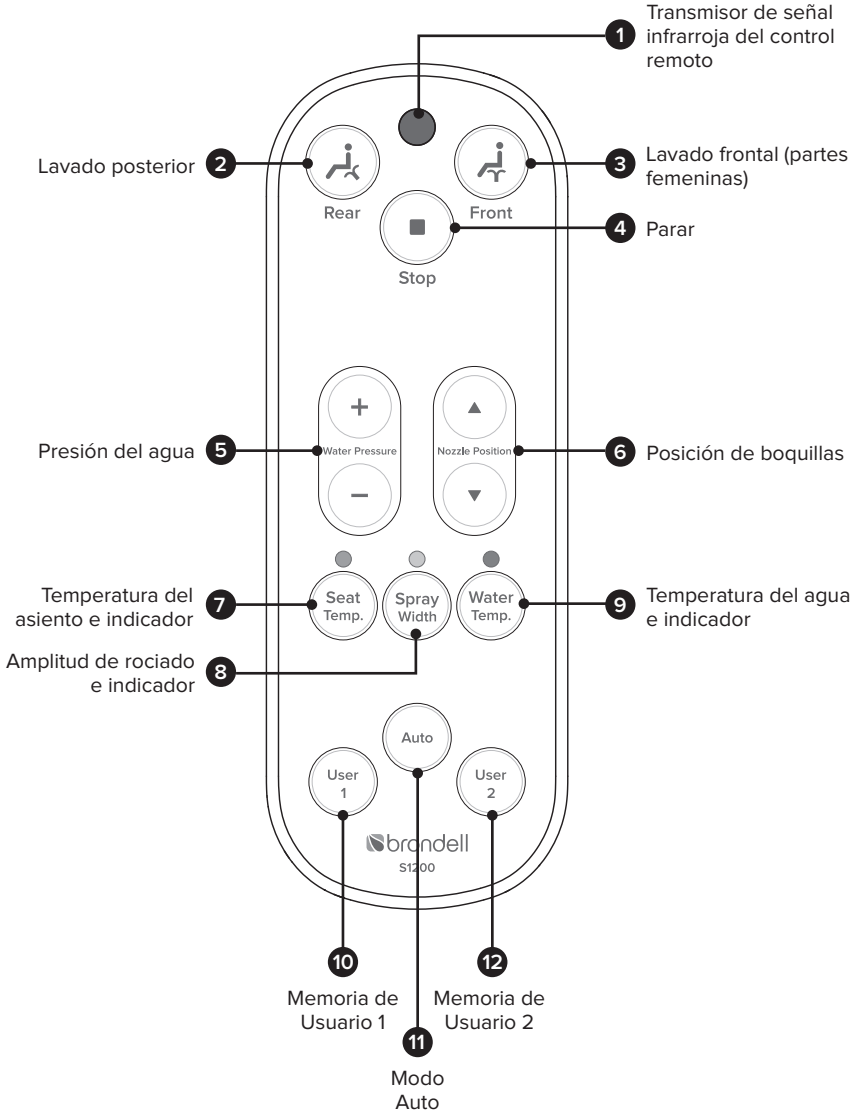 1
Transmisor de señal
infrarroja del control
remoto
Lavado posterior 2
3
Lavado frontal (partes
femeninas)
Rear
Front
4 Parar
Stop
+
Presión del agua 5
Water Pressure
Nozzle Position
6 Posición de boquillas
−
Temperatura del
asiento e indicador
7
Seat
Temp.
Spray
Width
Water
Temp.
9
Temperatura del agua
e indicador
Amplitud de rociado
e indicador
8
Auto
User
1
User
2
brondell
S1200
10
Memoria de
Usuario 1
12
Memoria de
Usuario 2
11
Modo
Auto